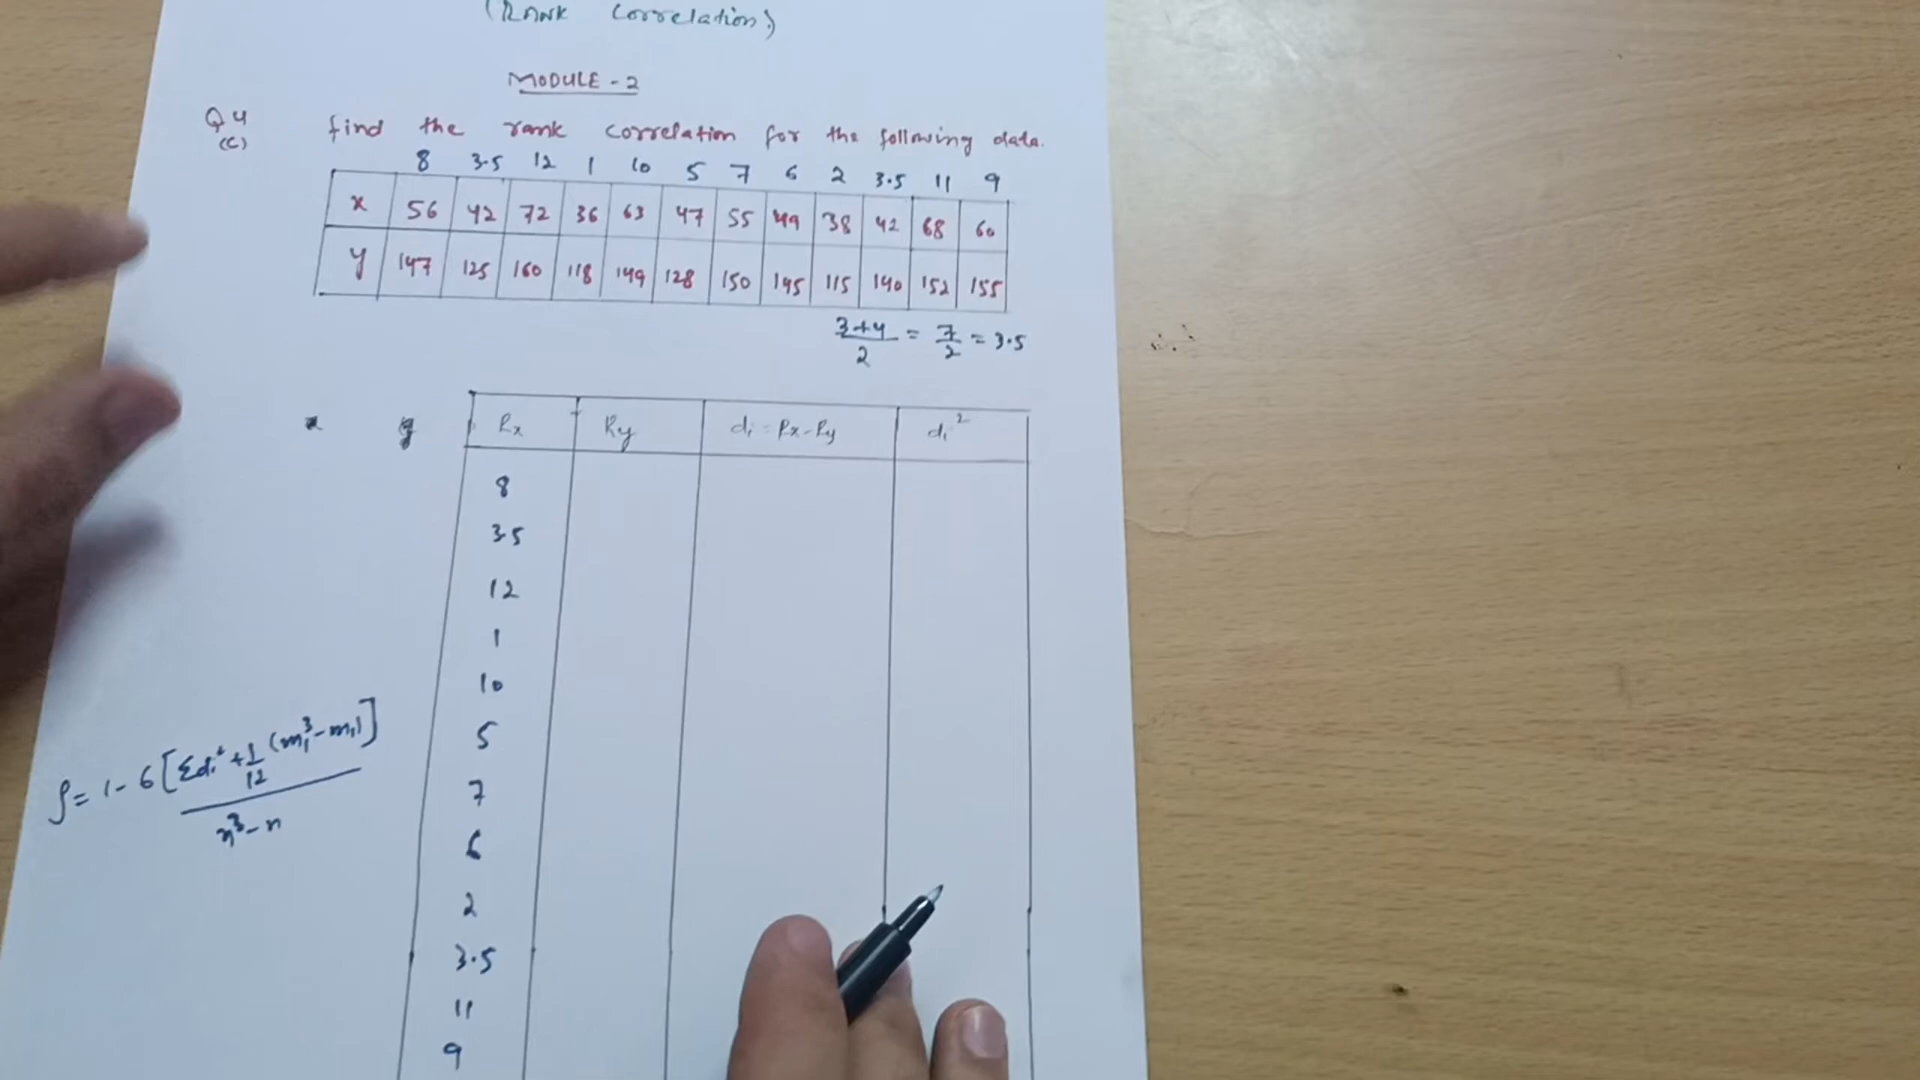 (RANK Correlation)
MODULE - 2
Q4 find the rank correlation for the following data.
(c)
8 3.5 12 1 10 5 7 6 2 3.5 11 9
x 56 42 72 36 63 47 55 49 38 42 68 60
y 147 125 160 118 149 128 150 145 115 140 152 155
3+4/2 = 7/2 = 3.5
x y Rx Ry di = Rx-Ry di²
8
3.5
12
1
10
5
7
6
2
3.5
11
9
ρ = 1 - 6 [Σdi² + 1/12 (m₁³ - m₁)] / n³ - n